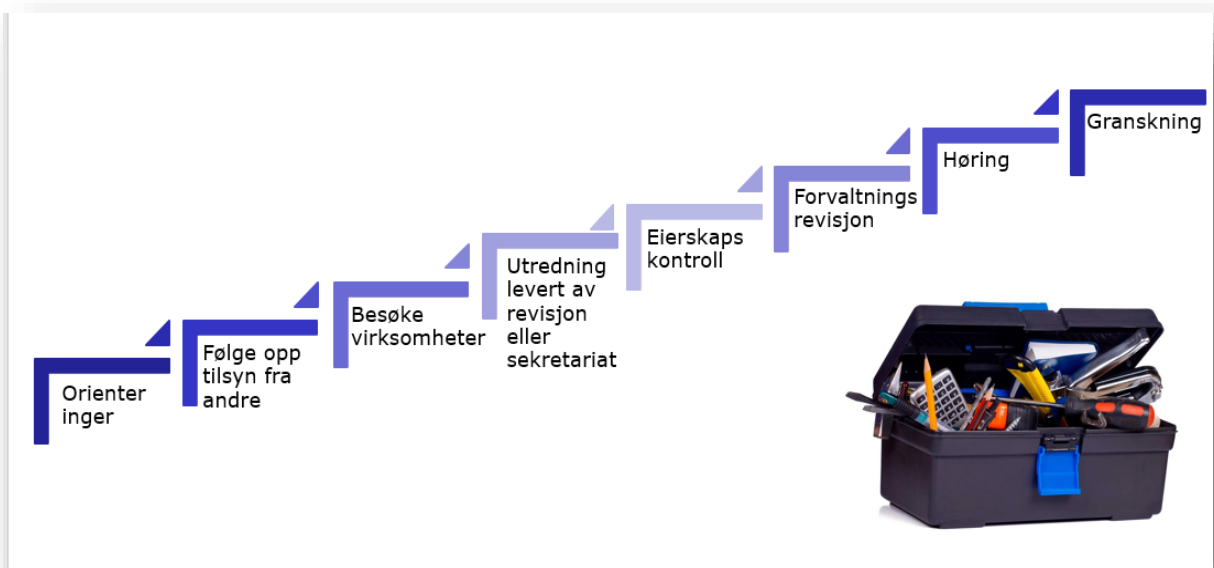 Orienter
inger
Følge opp
tilsyn fra
andre
Besøke
virksomheter
Utredning
levert av
revisjon
eller
sekretariat
Eierskaps
kontroll
Forvaltnings
revisjon
Høring
Granskning